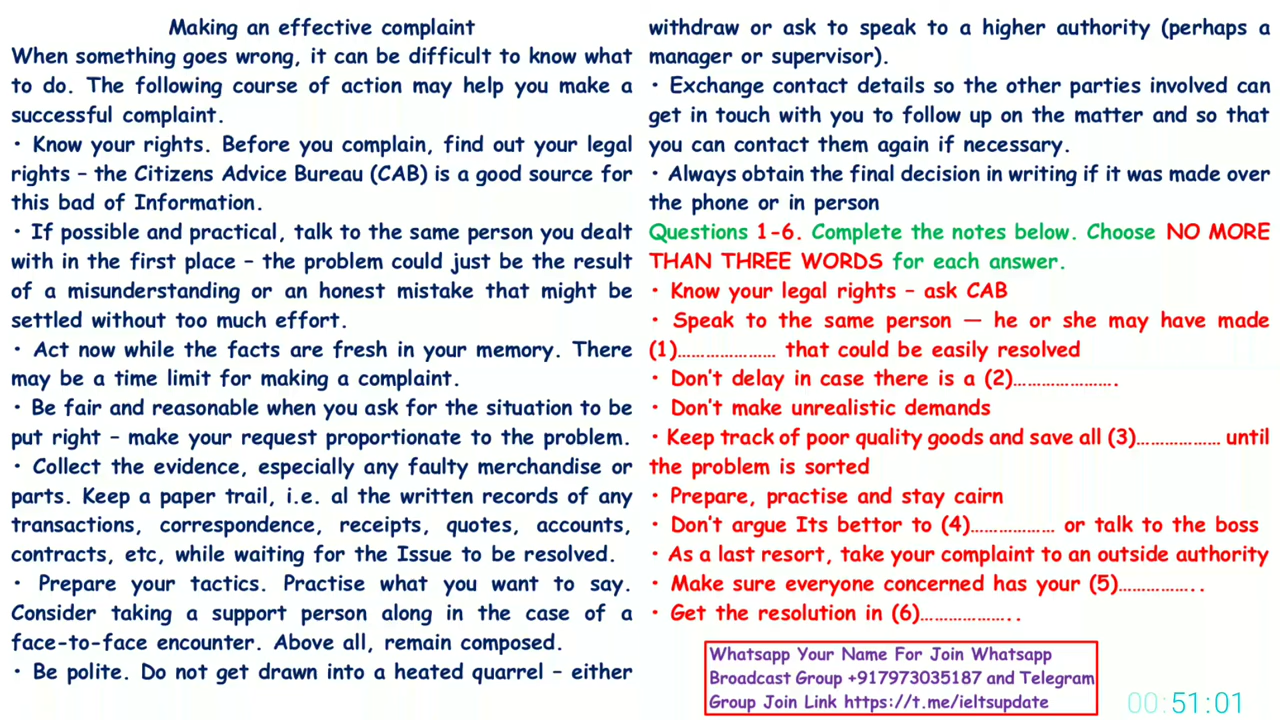 Making an effective complaint
When something goes wrong, it can be difficult to know what
to do. The following course of action may help you make a
successful complaint.
• Know your rights. Before you complain, find out your legal
rights – the Citizens Advice Bureau (CAB) is a good source for
this bad of Information.
• If possible and practical, talk to the same person you dealt
with in the first place – the problem could just be the result
of a misunderstanding or an honest mistake that might be
settled without too much effort.
• Act now while the facts are fresh in your memory. There
may be a time limit for making a complaint.
• Be fair and reasonable when you ask for the situation to be
put right – make your request proportionate to the problem.
• Collect the evidence, especially any faulty merchandise or
parts. Keep a paper trail, i.e. al the written records of any
transactions, correspondence, receipts, quotes, accounts,
contracts, etc, while waiting for the Issue to be resolved.
• Prepare your tactics. Practise what you want to say.
Consider taking a support person along in the case of a
face-to-face encounter. Above all, remain composed.
• Be polite. Do not get drawn into a heated quarrel – either
withdraw or ask to speak to a higher authority (perhaps a
manager or supervisor).
• Exchange contact details so the other parties involved can
get in touch with you to follow up on the matter and so that
you can contact them again if necessary.
• Always obtain the final decision in writing if it was made over
the phone or in person
Questions 1-6. Complete the notes below. Choose NO MORE
THAN THREE WORDS for each answer.
• Know your legal rights – ask CAB
• Speak to the same person — he or she may have made
(1)………………… that could be easily resolved
• Don't delay in case there is a (2)………………….
• Don't make unrealistic demands
• Keep track of poor quality goods and save all (3)……………… until
the problem is sorted
• Prepare, practise and stay cairn
• Don't argue Its bettor to (4)……………… or talk to the boss
• As a last resort, take your complaint to an outside authority
• Make sure everyone concerned has your (5)……………..
• Get the resolution in (6)………………..
Whatsapp Your Name For Join Whatsapp
Broadcast Group +917973035187 and Telegram
Group Join Link https://t.me/ieltsupdate
00:51:01